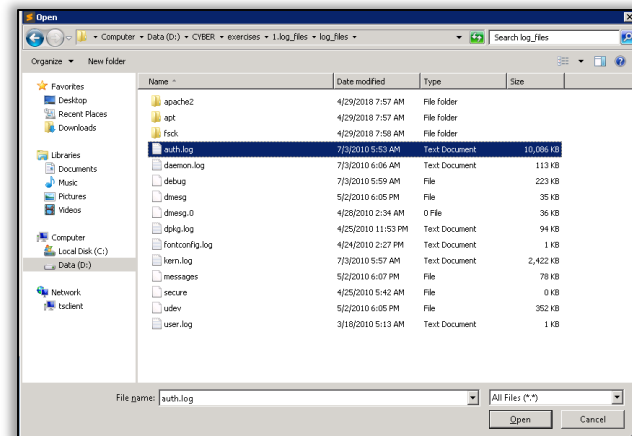 Open
Computer Data (D:) CYBER exercises 1.log_files log_files Search log_files
Organize New folder
Favorites
Desktop
Recent Places
Downloads
Libraries
Documents
Music
Pictures
Videos
Computer
Local Disk (C:)
Data (D:)
Network
tsclient
Name Date modified Type Size
apache2 4/29/2018 7:57 AM File folder
apt 4/29/2018 7:57 AM File folder
fsck 4/29/2018 7:58 AM File folder
auth.log 7/3/2010 5:53 AM Text Document 10,086 KB
daemon.log 7/3/2010 6:06 AM Text Document 113 KB
debug 7/3/2010 5:59 AM File 223 KB
dmesg 5/2/2010 6:05 PM File 35 KB
dmesg.0 4/28/2010 2:34 AM 0 File 36 KB
dpkg.log 4/25/2010 11:53 PM Text Document 94 KB
fontconfig.log 4/24/2010 2:27 PM Text Document 1 KB
kern.log 7/3/2010 5:57 AM Text Document 2,422 KB
messages 5/2/2010 6:07 PM File 78 KB
secure 4/25/2010 5:42 AM File 0 KB
udev 5/2/2010 6:05 PM File 352 KB
user.log 3/18/2010 5:13 AM Text Document 1 KB
File name: auth.log All Files (*.*)
Open Cancel